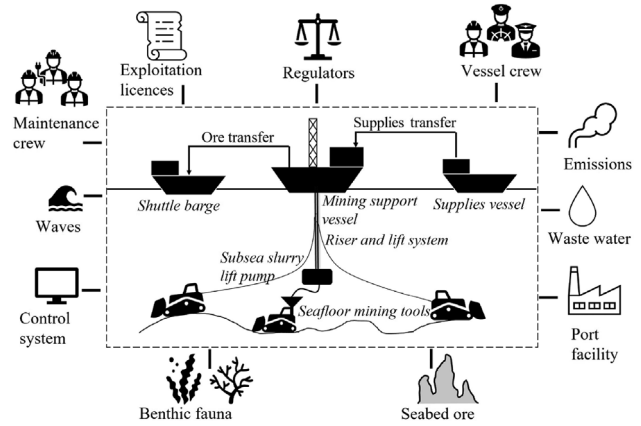 Exploitation
licences
Regulators
Vessel crew
Maintenance
crew
Ore transfer
Supplies transfer
Emissions
Shuttle barge
Mining support
vessel
Supplies vessel
Waves
Riser and lift system
Waste water
Subsea slurry
lift pump
Seafloor mining tools
Control
system
Port
facility
Benthic fauna
Seabed ore